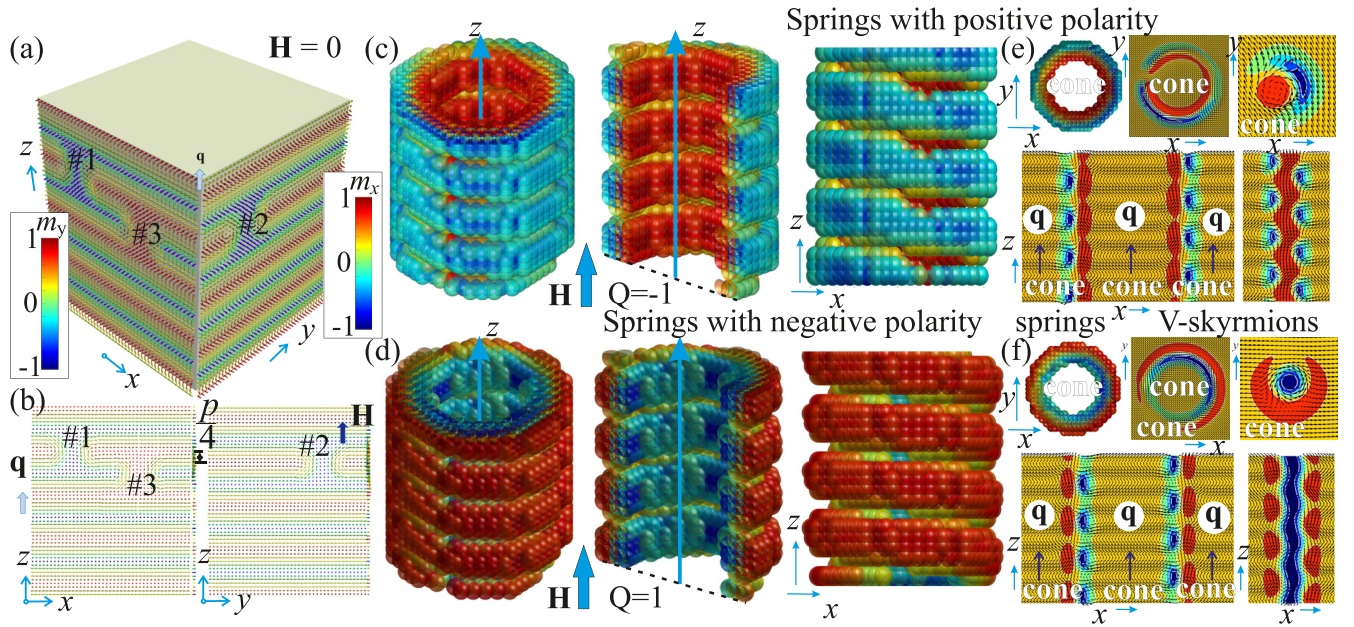 Springs with positive polarity
(a)
H = 0
z
q
#1
#2
#3
1
m_y
0
-1
1
m_x
0
-1
x
y
(b)
p
4
H
#1
#3
#2
q
z
x
z
y
(c)
z
z
H
Q=-1
z
x
(e)
y
x
cone
y
cone
x
y
cone
x
z
q
q
q
cone
cone
cone
x
z
x
Springs with negative polarity
springs
V-skyrmions
(d)
z
z
H
Q=1
z
x
(f)
y
x
cone
y
cone
cone
x
y
cone
x
z
q
q
q
cone
cone
cone
x
z
x